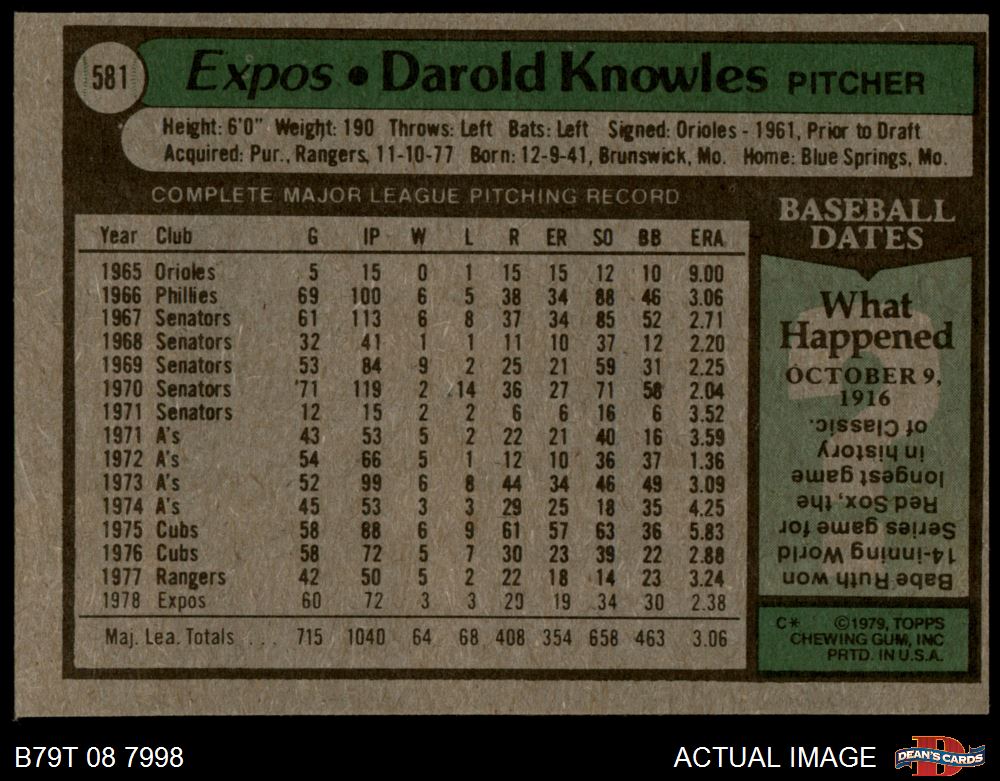 581
Expos • Darold Knowles PITCHER
Height: 6'0" Weight: 190 Throws: Left Bats: Left Signed: Orioles - 1961, Prior to Draft
Acquired: Pur., Rangers, 11-10-77 Born: 12-9-41, Brunswick, Mo. Home: Blue Springs, Mo.
COMPLETE MAJOR LEAGUE PITCHING RECORD
Year Club G IP W L R ER SO BB ERA
1965 Orioles 5 15 0 1 15 15 12 10 9.00
1966 Phillies 69 100 6 5 38 34 88 46 3.06
1967 Senators 61 113 6 8 37 34 85 52 2.71
1968 Senators 32 41 1 1 11 10 37 12 2.20
1969 Senators 53 84 9 2 25 21 59 31 2.25
1970 Senators 71 119 2 14 36 27 71 58 2.04
1971 Senators 12 15 2 2 6 6 16 6 3.52
1971 A's 43 53 5 2 22 21 40 16 3.59
1972 A's 54 66 5 1 12 10 36 37 1.36
1973 A's 52 99 6 8 44 34 46 49 3.09
1974 A's 45 53 3 3 29 25 18 35 4.25
1975 Cubs 58 88 6 9 61 57 63 36 5.83
1976 Cubs 58 72 5 7 30 23 39 22 2.88
1977 Rangers 42 50 5 2 22 18 14 23 3.24
1978 Expos 60 72 3 3 20 19 34 30 2.38
Maj. Lea. Totals . . . 715 1040 64 68 408 354 658 463 3.06
BASEBALL
DATES
What
Happened
OCTOBER 9,
1916
Babe Ruth won
14-inning World
Series game for
Red Sox, the
longest game
in history
of Classic.
C* ©1979, TOPPS
CHEWING GUM, INC
PRTD. IN U.S.A.
B79T 08 7998
ACTUAL IMAGE
D
DEAN'S CARDS